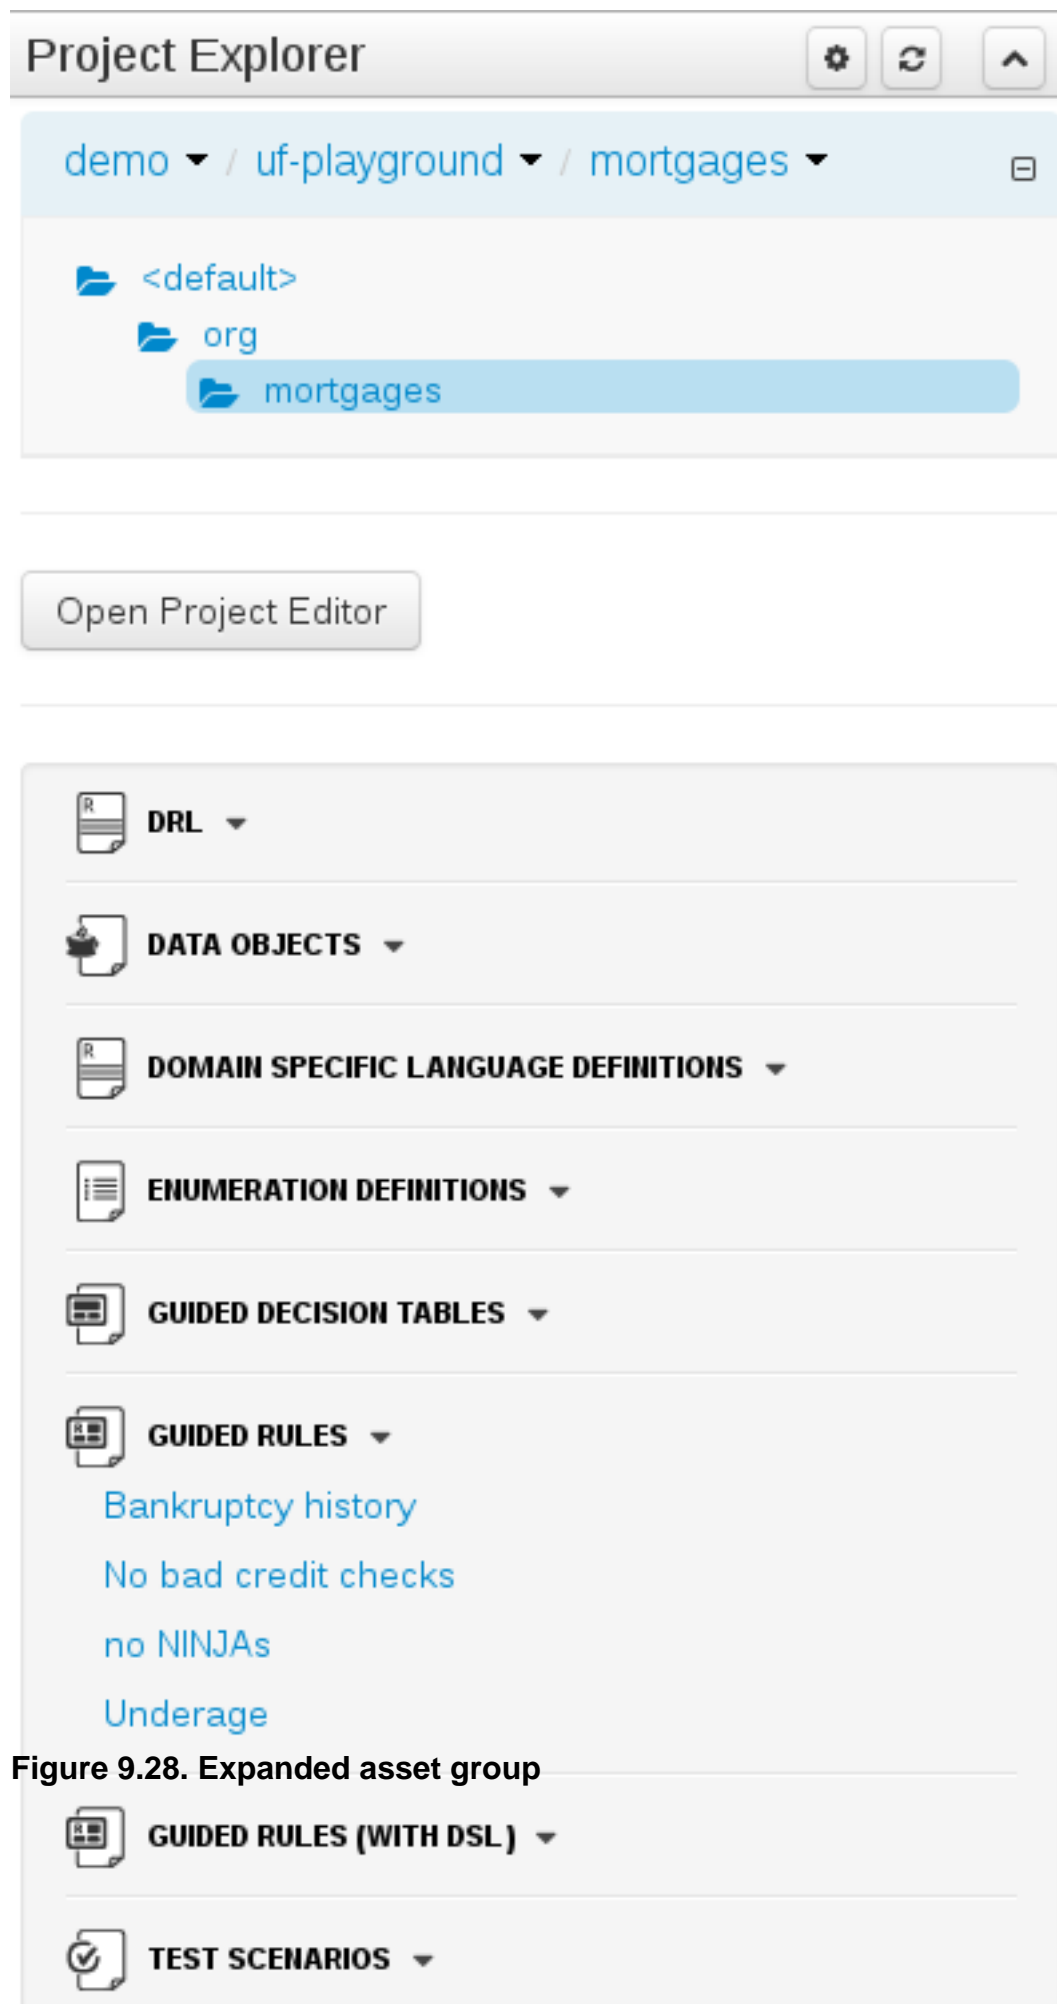 Project Explorer
demo / uf-playground / mortgages
<default>
org
mortgages
Open Project Editor
DRL
DATA OBJECTS
DOMAIN SPECIFIC LANGUAGE DEFINITIONS
ENUMERATION DEFINITIONS
GUIDED DECISION TABLES
GUIDED RULES
Bankruptcy history
No bad credit checks
no NINJAs
Underage
Figure 9.28. Expanded asset group
GUIDED RULES (WITH DSL)
TEST SCENARIOS